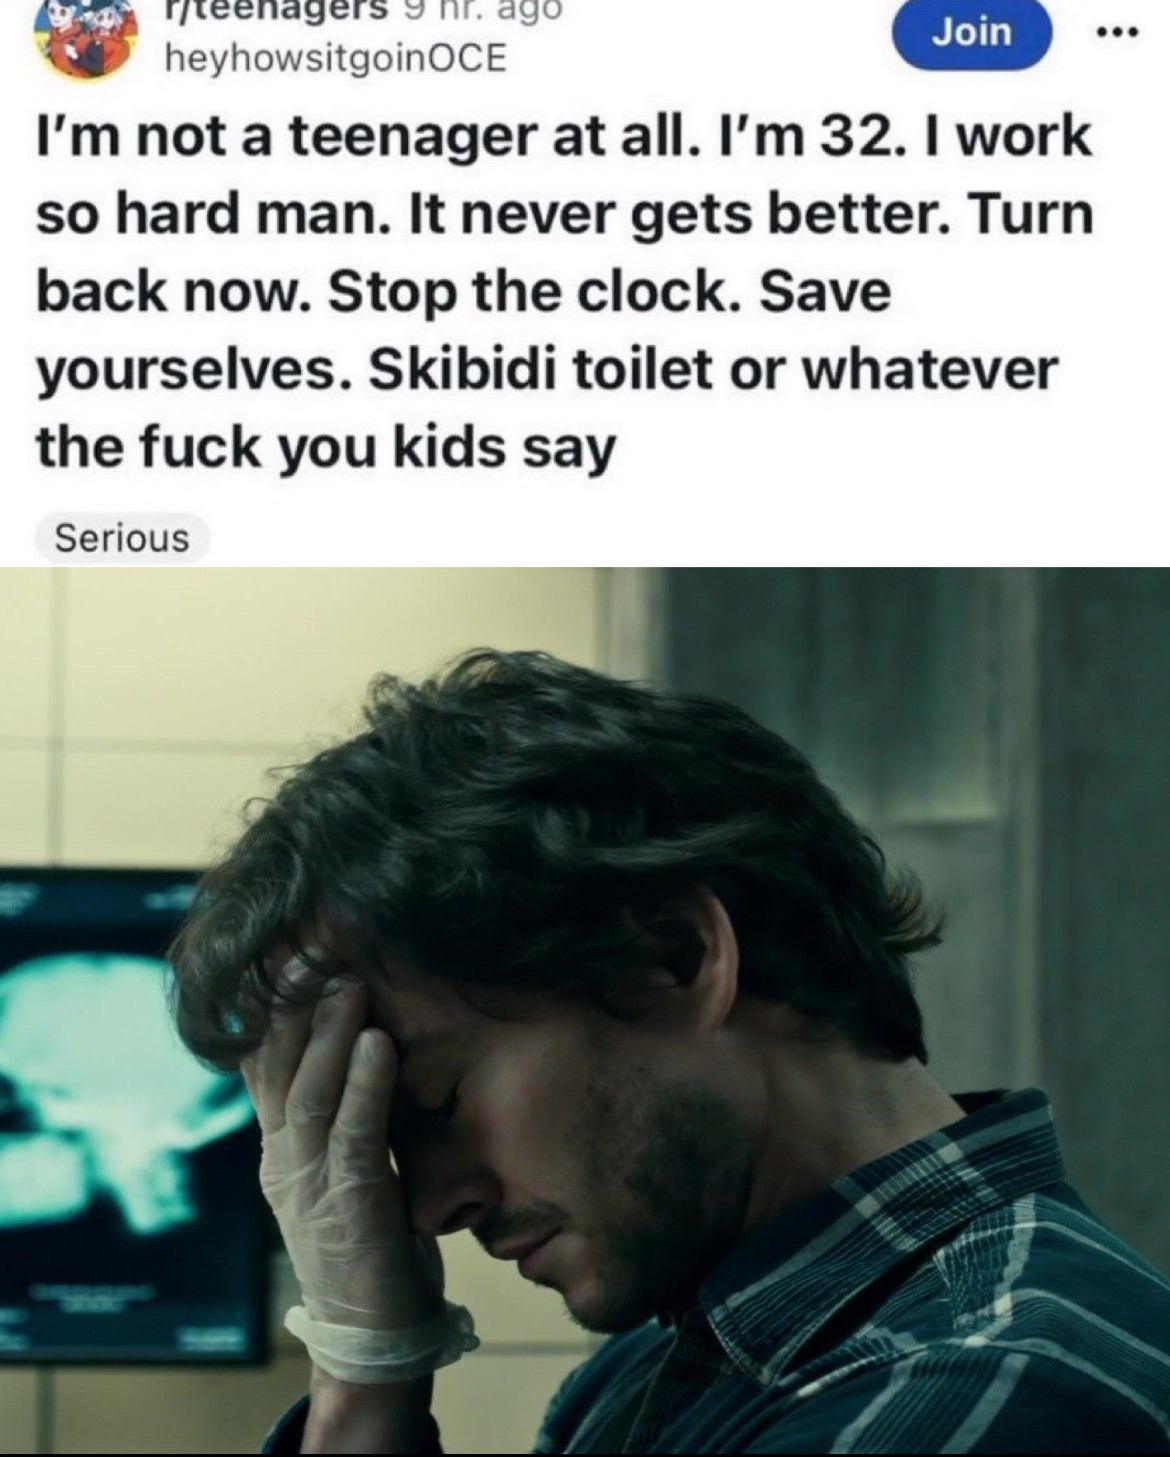 r/teenagers 9 hr. ago
heyhowsitgoinOCE
Join
I'm not a teenager at all. I'm 32. I work
so hard man. It never gets better. Turn
back now. Stop the clock. Save
yourselves. Skibidi toilet or whatever
the fuck you kids say
Serious